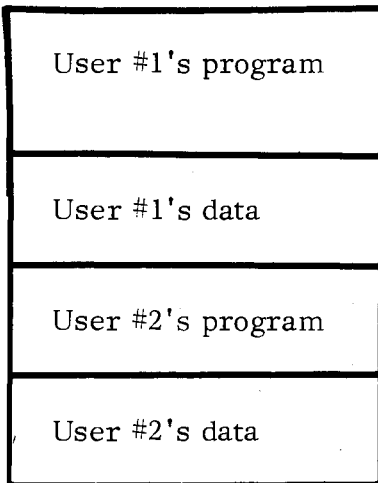 User #1's program
User #1's data
User #2's program
User #2's data